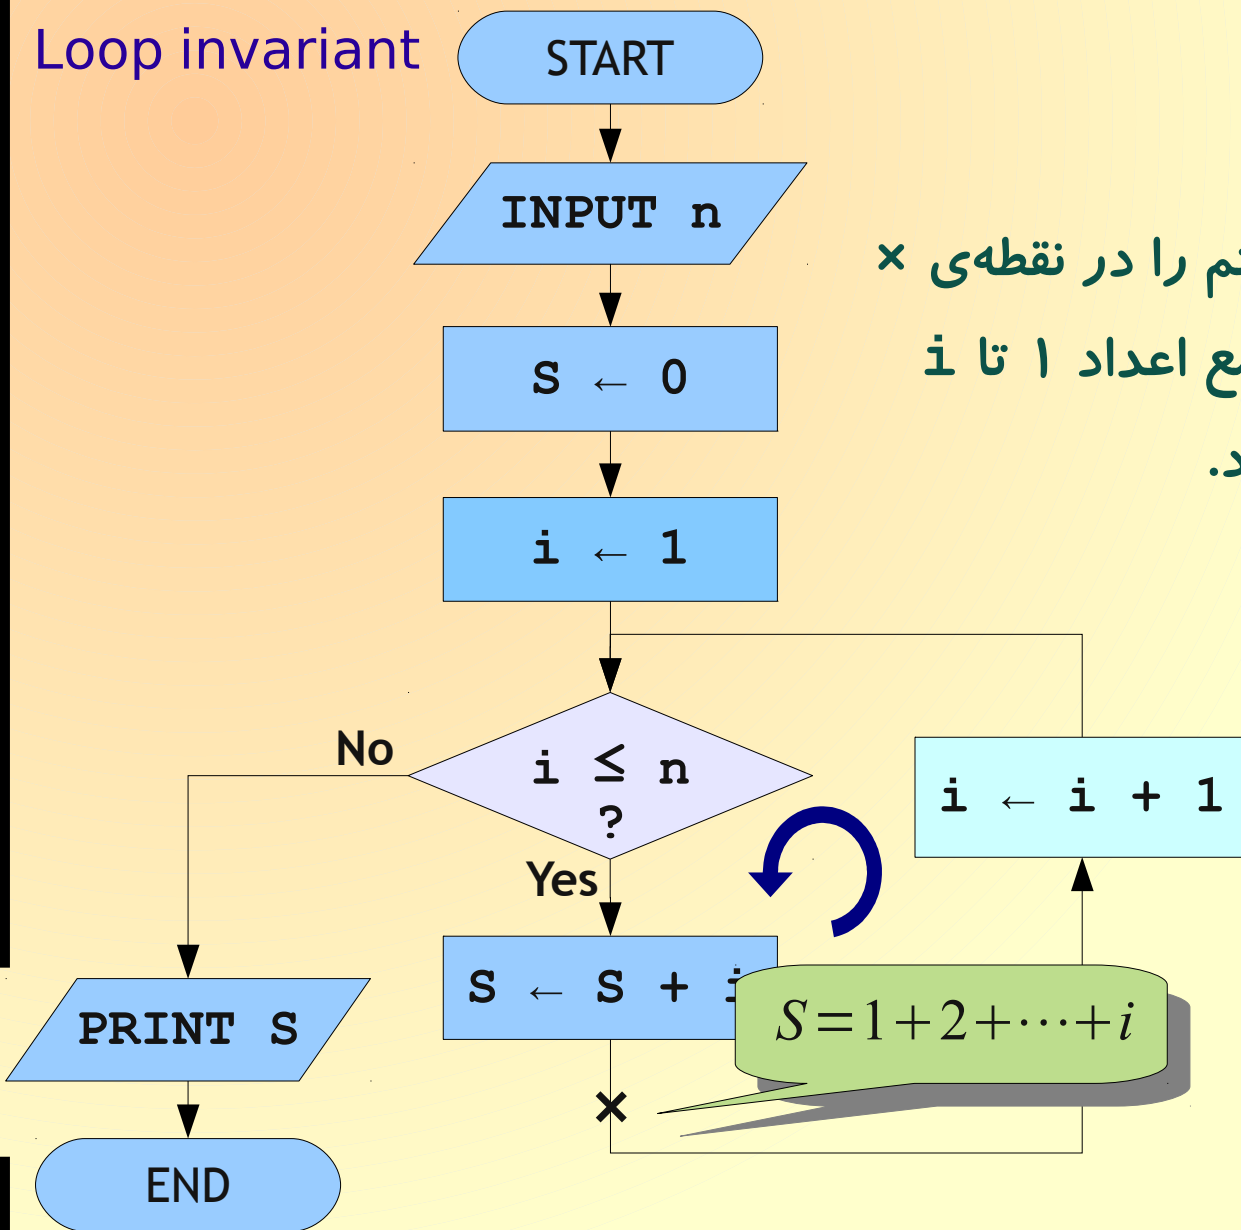 Loop invariant
START
INPUT n
را در نقطه‌ی ×
اعداد ۱ تا i
S ← 0
i ← 1
i ≤ n
?
No
Yes
i ← i + 1
S ← S + i
S=1+2+⋯+i
×
PRINT S
END